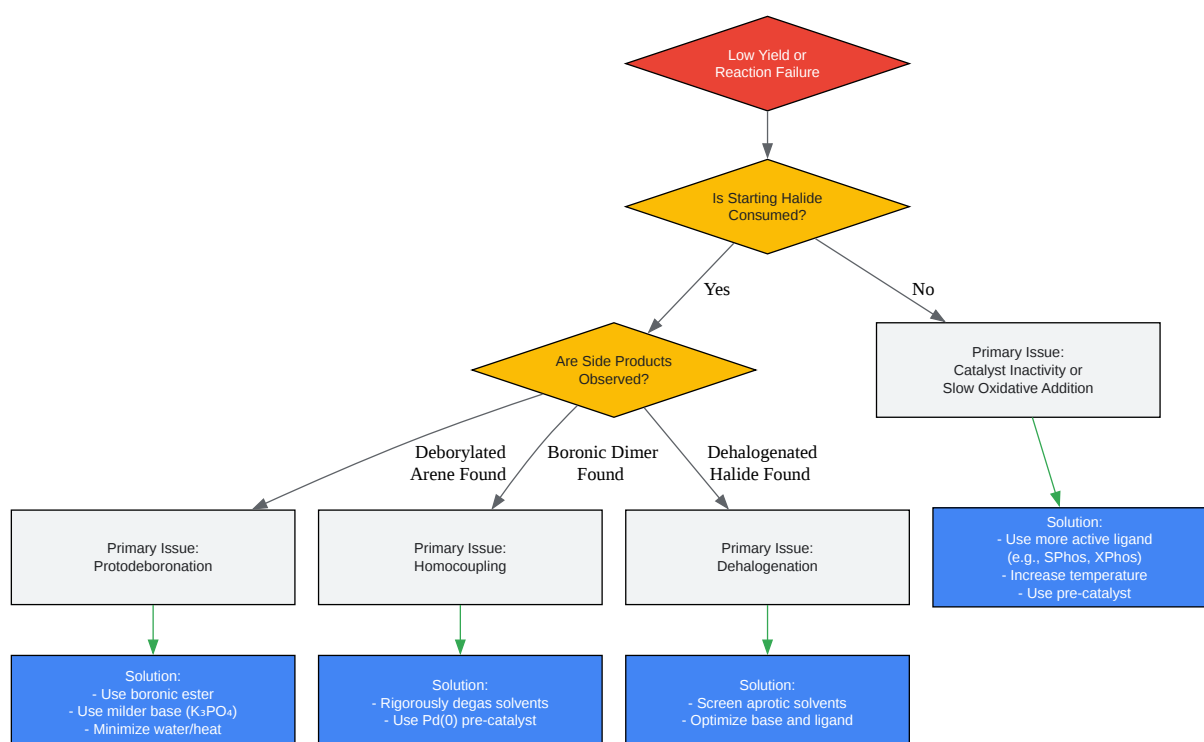 Low Yield or
Reaction Failure
Is Starting Halide
Consumed?
Yes
No
Are Side Products
Observed?
Primary Issue:
Catalyst Inactivity or
Slow Oxidative Addition
Deborylated
Arene Found
Boronic Dimer
Found
Dehalogenated
Halide Found
Primary Issue:
Protodeboronation
Primary Issue:
Homocoupling
Primary Issue:
Dehalogenation
Solution:
- Use more active ligand
(e.g., SPhos, XPhos)
- Increase temperature
- Use pre-catalyst
Solution:
- Use boronic ester
- Use milder base (K₃PO₄)
- Minimize water/heat
Solution:
- Rigorously degas solvents
- Use Pd(0) pre-catalyst
Solution:
- Screen aprotic solvents
- Optimize base and ligand